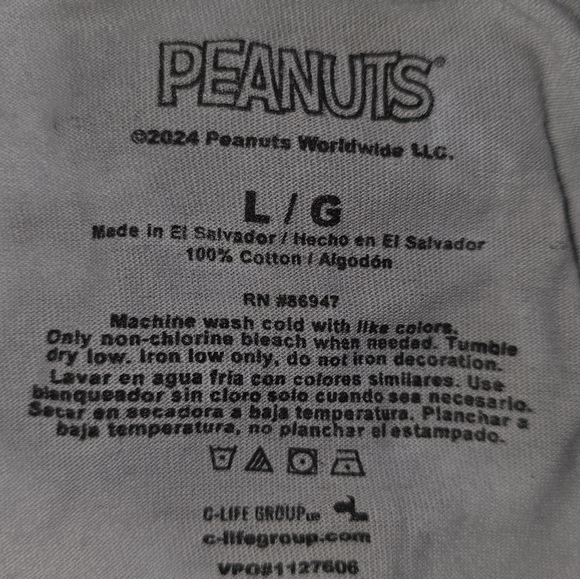 PEANUTS®
©2024 Peanuts Worldwide LLC.
L / G
Made in El Salvador / Hecho en El Salvador
100% Cotton / Algodón
RN #86947
Machine wash cold with like colors.
Only non-chlorine bleach when needed. Tumble
dry low. Iron low only, do not iron decoration.
Lavar en agua fria con colores similares. Use
blanqueador sin cloro solo cuando sea necesario.
Secar en secadora a baja temperatura. Planchar a
baja temperatura, no planchar el estampado.
C-LIFE GROUP LTD
c-lifegroup.com
VPO#1127606